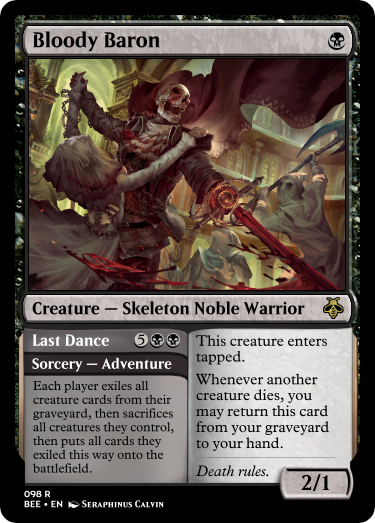 Bloody Baron
Creature — Skeleton Noble Warrior
Last Dance 5
Sorcery — Adventure
Each player exiles all
creature cards from their
graveyard, then sacrifices
all creatures they control,
then puts all cards they
exiled this way onto the
battlefield.
This creature enters
tapped.
Whenever another
creature dies, you
may return this card
from your graveyard
to your hand.
Death rules.
2/1
098 R
BEE • EN Seraphinus Calvin